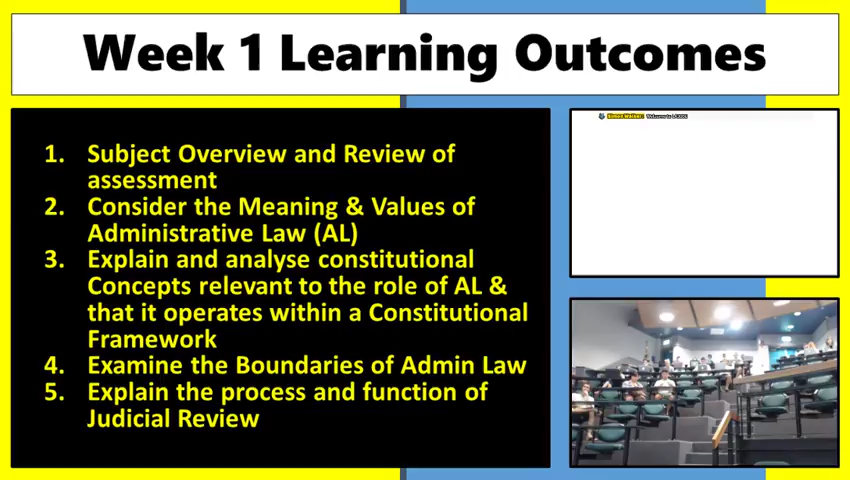 Week 1 Learning Outcomes
1. Subject Overview and Review of
assessment
2. Consider the Meaning & Values of
Administrative Law (AL)
3. Explain and analyse constitutional
Concepts relevant to the role of AL &
that it operates within a Constitutional
Framework
4. Examine the Boundaries of Admin Law
5. Explain the process and function of
Judicial Review
Welcome to